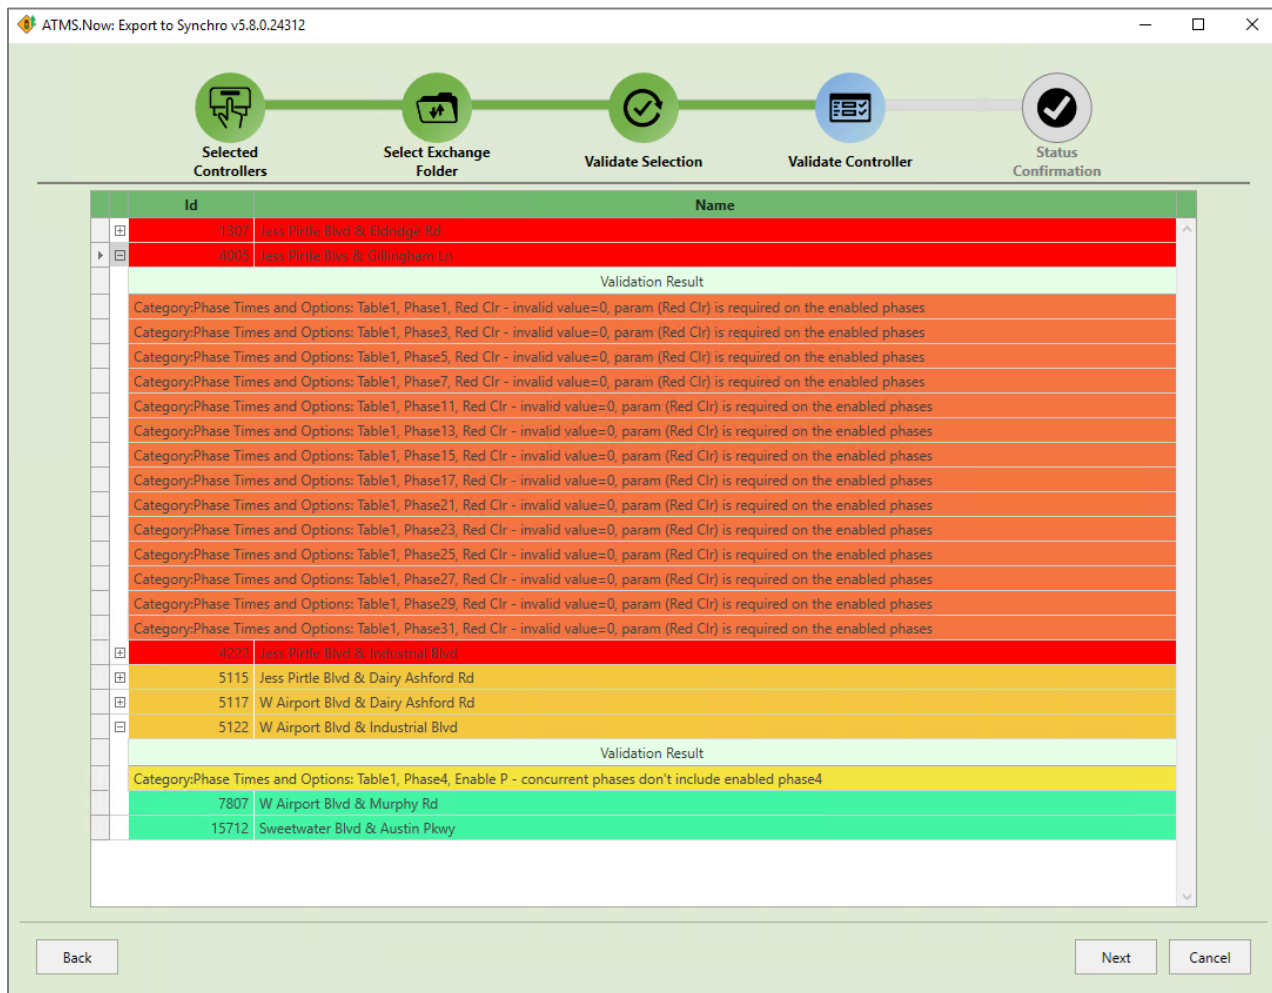 ATMS.Now: Export to Synchro v5.8.0.24312
Selected Controllers
Select Exchange Folder
Validate Selection
Validate Controller
Status Confirmation
Id Name
1307 Jess Pirtle Blvd & Eldridge Rd
4005 Jess Pirtle Blvs & Gillingham Ln
Validation Result
Category:Phase Times and Options: Table1, Phase1, Red Clr - invalid value=0, param (Red Clr) is required on the enabled phases
Category:Phase Times and Options: Table1, Phase3, Red Clr - invalid value=0, param (Red Clr) is required on the enabled phases
Category:Phase Times and Options: Table1, Phase5, Red Clr - invalid value=0, param (Red Clr) is required on the enabled phases
Category:Phase Times and Options: Table1, Phase7, Red Clr - invalid value=0, param (Red Clr) is required on the enabled phases
Category:Phase Times and Options: Table1, Phase11, Red Clr - invalid value=0, param (Red Clr) is required on the enabled phases
Category:Phase Times and Options: Table1, Phase13, Red Clr - invalid value=0, param (Red Clr) is required on the enabled phases
Category:Phase Times and Options: Table1, Phase15, Red Clr - invalid value=0, param (Red Clr) is required on the enabled phases
Category:Phase Times and Options: Table1, Phase17, Red Clr - invalid value=0, param (Red Clr) is required on the enabled phases
Category:Phase Times and Options: Table1, Phase21, Red Clr - invalid value=0, param (Red Clr) is required on the enabled phases
Category:Phase Times and Options: Table1, Phase23, Red Clr - invalid value=0, param (Red Clr) is required on the enabled phases
Category:Phase Times and Options: Table1, Phase25, Red Clr - invalid value=0, param (Red Clr) is required on the enabled phases
Category:Phase Times and Options: Table1, Phase27, Red Clr - invalid value=0, param (Red Clr) is required on the enabled phases
Category:Phase Times and Options: Table1, Phase29, Red Clr - invalid value=0, param (Red Clr) is required on the enabled phases
Category:Phase Times and Options: Table1, Phase31, Red Clr - invalid value=0, param (Red Clr) is required on the enabled phases
4222 Jess Pirtle Blvd & Industrial Blvd
5115 Jess Pirtle Blvd & Dairy Ashford Rd
5117 W Airport Blvd & Dairy Ashford Rd
5122 W Airport Blvd & Industrial Blvd
Validation Result
Category:Phase Times and Options: Table1, Phase4, Enable P - concurrent phases don't include enabled phase4
7807 W Airport Blvd & Murphy Rd
15712 Sweetwater Blvd & Austin Pkwy
Back
Next
Cancel